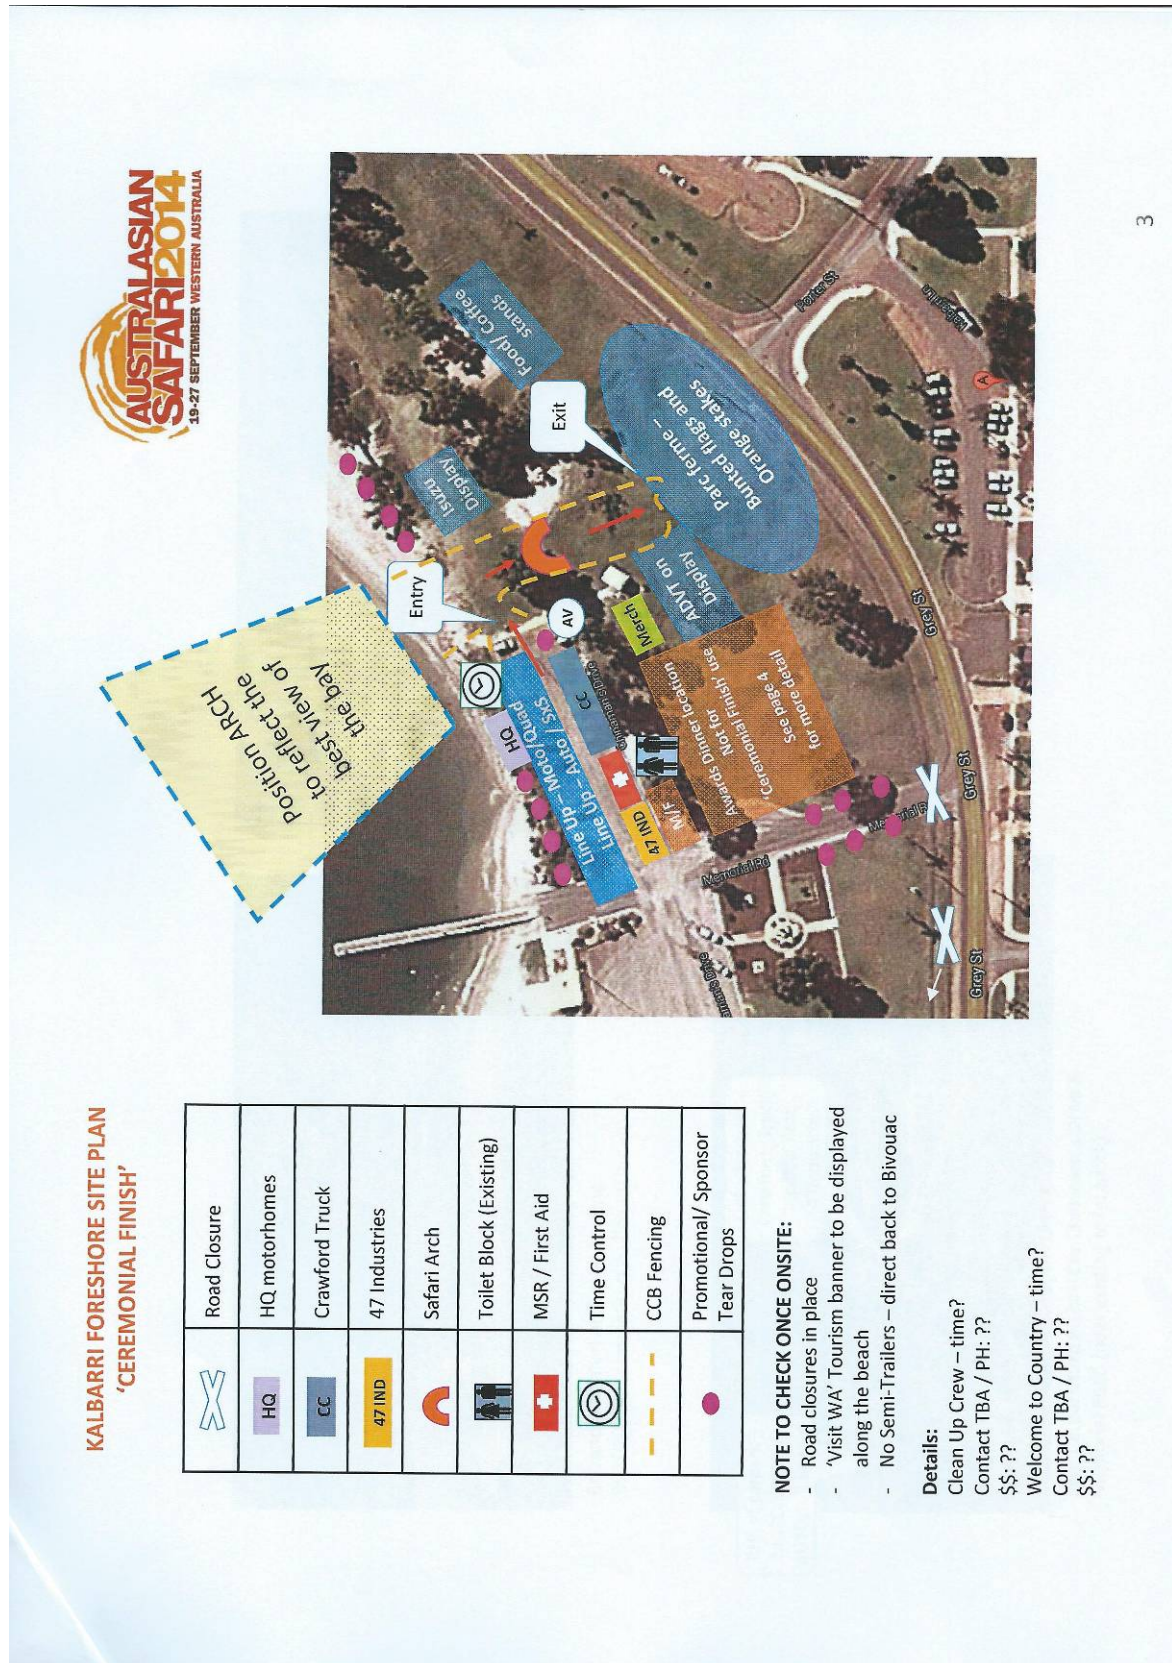 KALBARRI FORESHORE SITE PLAN
'CEREMONIAL FINISH'
AUSTRALASIAN
SAFARI2014
19-27 SEPTEMBER WESTERN AUSTRALIA
Road Closure
HQ
HQ motorhomes
CC
Crawford Truck
47 IND
47 Industries
Safari Arch
Toilet Block (Existing)
MSR / First Aid
Time Control
CCB Fencing
Promotional/ Sponsor
Tear Drops
NOTE TO CHECK ONCE ONSITE:
- Road closures in place
- 'Visit WA' Tourism banner to be displayed
along the beach
- No Semi-Trailers – direct back to Bivouac
Details:
Clean Up Crew – time?
Contact TBA / PH: ??
$$: ??
Welcome to Country – time?
Contact TBA / PH: ??
$$: ??
Position ARCH
to reflect the
best view of
the bay
Entry
Isuzu
Display
Food/ Coffee
stands
Exit
HQ
Line Up – Moto/Quad
Line Up – Auto / SxS
AV
CC
Merch
ADVT on
Display
Parc ferme –
Bunted flags and
Orange stakes
47 IND
M/F
Awards Dinner location
Not for
'Ceremonial Finish' use
See page 4
for more detail
Memorial Rd
Grey St
Grey St
Grey St
Porter St
A
3